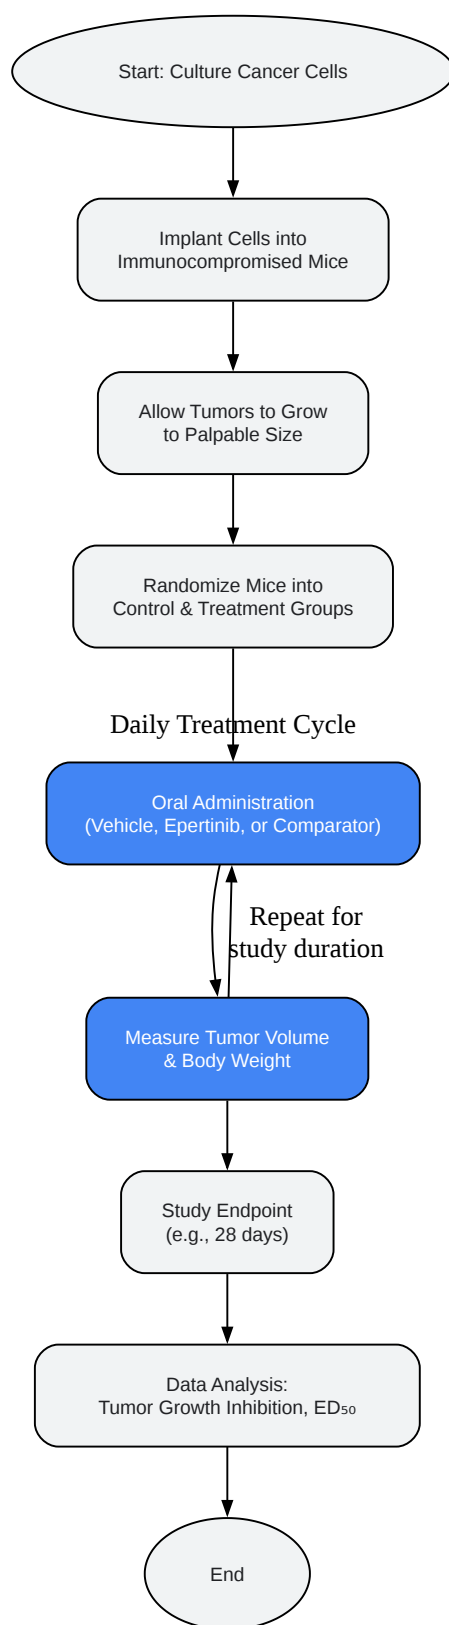 Start: Culture Cancer Cells
Implant Cells into
Immunocompromised Mice
Allow Tumors to Grow
to Palpable Size
Randomize Mice into
Control & Treatment Groups
Daily Treatment Cycle
Oral Administration
(Vehicle, Epertinib, or Comparator)
Repeat for
study duration
Measure Tumor Volume
& Body Weight
Study Endpoint
(e.g., 28 days)
Data Analysis:
Tumor Growth Inhibition, ED₅₀
End